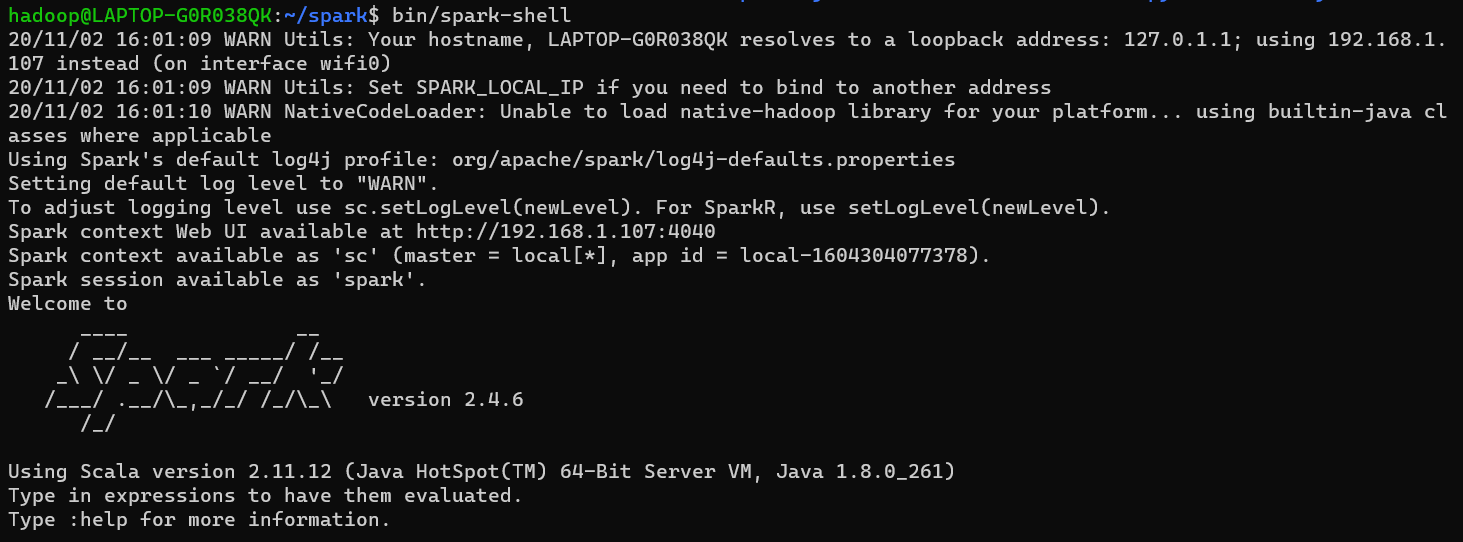 hadoop@LAPTOP-G0R038QK:~/spark$ bin/spark-shell
20/11/02 16:01:09 WARN Utils: Your hostname, LAPTOP-G0R038QK resolves to a loopback address: 127.0.1.1; using 192.168.1.
107 instead (on interface wifi0)
20/11/02 16:01:09 WARN Utils: Set SPARK_LOCAL_IP if you need to bind to another address
20/11/02 16:01:10 WARN NativeCodeLoader: Unable to load native-hadoop library for your platform... using builtin-java cl
asses where applicable
Using Spark's default log4j profile: org/apache/spark/log4j-defaults.properties
Setting default log level to "WARN".
To adjust logging level use sc.setLogLevel(newLevel). For SparkR, use setLogLevel(newLevel).
Spark context Web UI available at http://192.168.1.107:4040
Spark context available as 'sc' (master = local[*], app id = local-1604304077378).
Spark session available as 'spark'.
Welcome to
      ____              __
     / __/__  ___ _____/ /__
    _\ \/ _ \/ _ `/ __/  '_/
   /___/ .__/\_,_/_/ /_/\_\   version 2.4.6
      /_/

Using Scala version 2.11.12 (Java HotSpot(TM) 64-Bit Server VM, Java 1.8.0_261)
Type in expressions to have them evaluated.
Type :help for more information.